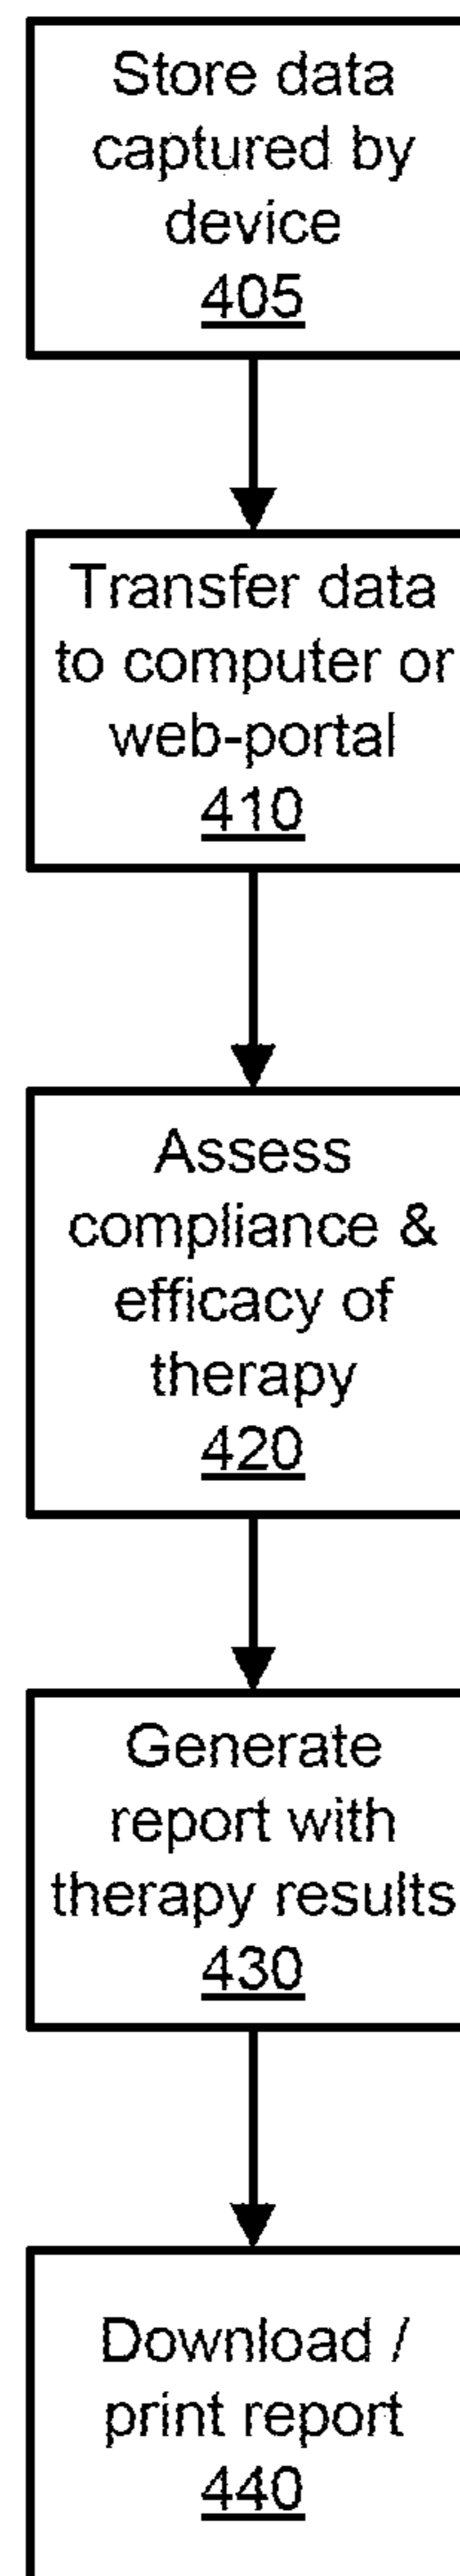 Store data
captured by
device
405
Transfer data
to computer or
web-portal
410
Assess
compliance &
efficacy of
therapy
420
Generate
report with
therapy results
430
Download /
print report
440